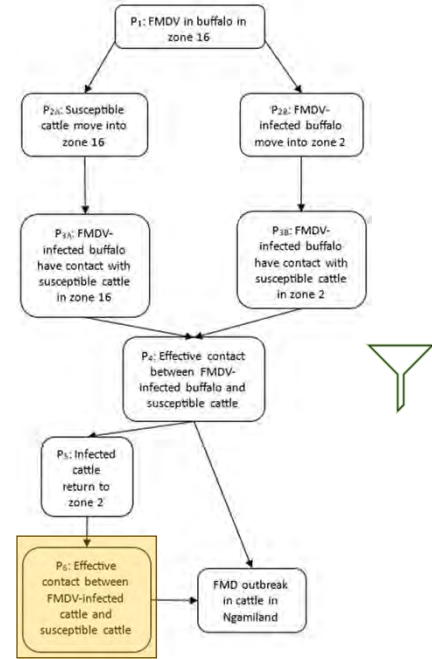 P₁: FMDV in buffalo in
zone 16
P₂ₐ: Susceptible
cattle move into
zone 16
P₂ʙ: FMDV-
infected buffalo
move into zone 2
P₃ₐ: FMDV-
infected buffalo
have contact with
susceptible cattle
in zone 16
P₃ʙ: FMDV-
infected buffalo
have contact with
susceptible cattle
in zone 2
P₄: Effective contact
between FMDV-
infected buffalo and
susceptible cattle
P₅: Infected
cattle
return to
zone 2
P₆: Effective
contact between
FMDV-infected
cattle and
susceptible cattle
FMD outbreak
in cattle in
Ngamiland